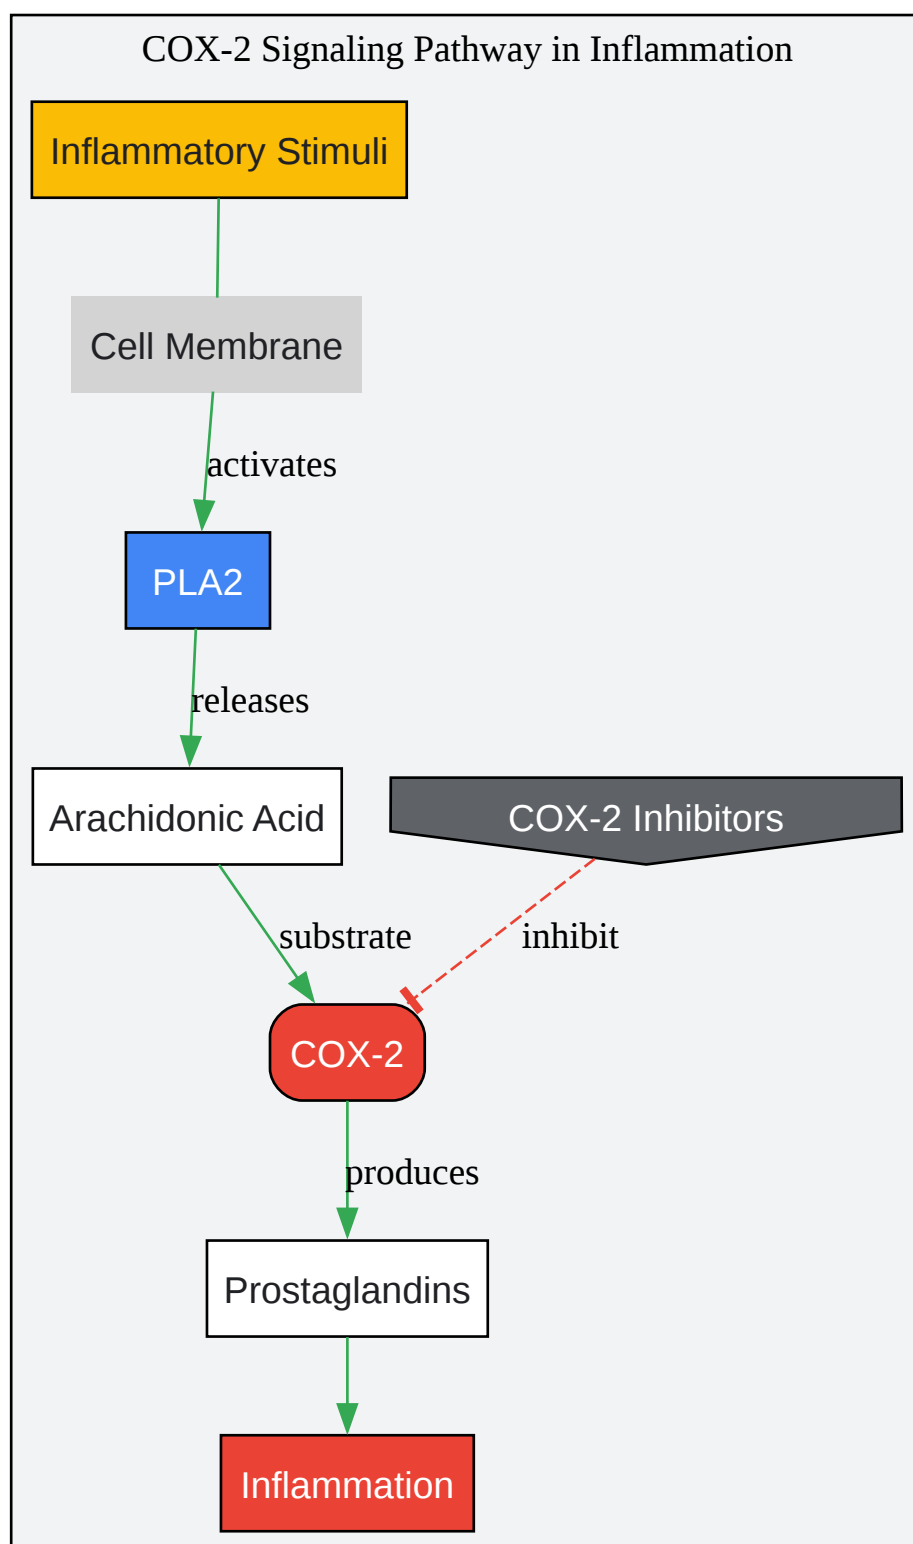 COX-2 Signaling Pathway in Inflammation
Inflammatory Stimuli
Cell Membrane
activates
PLA2
releases
Arachidonic Acid
COX-2 Inhibitors
substrate
inhibit
COX-2
produces
Prostaglandins
Inflammation